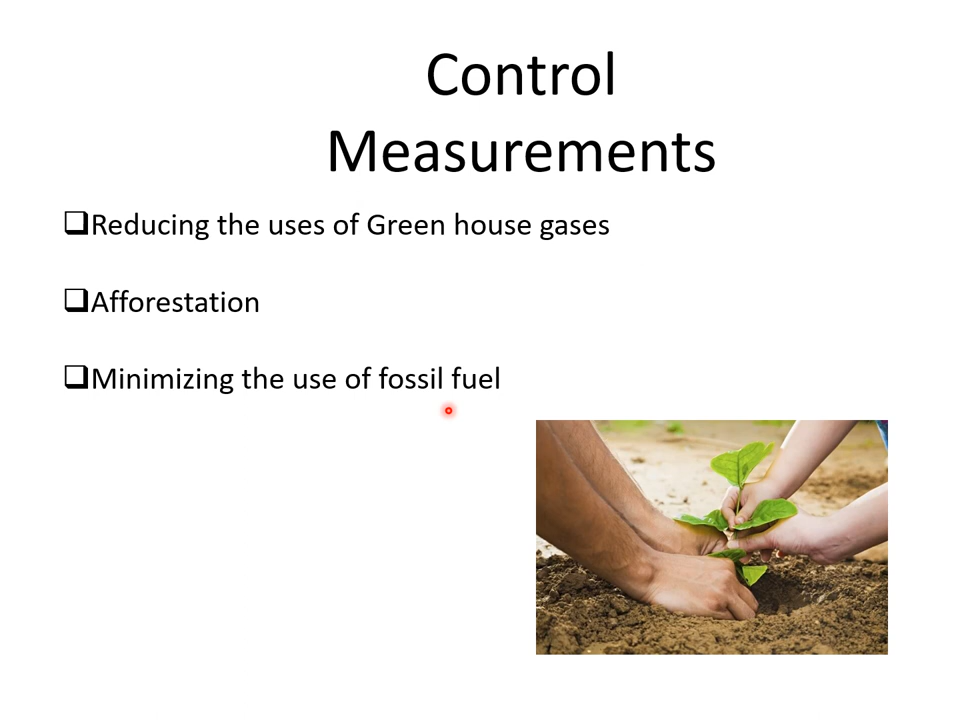 Control
Measurements
❑Reducing the uses of Green house gases
❑Afforestation
❑Minimizing the use of fossil fuel